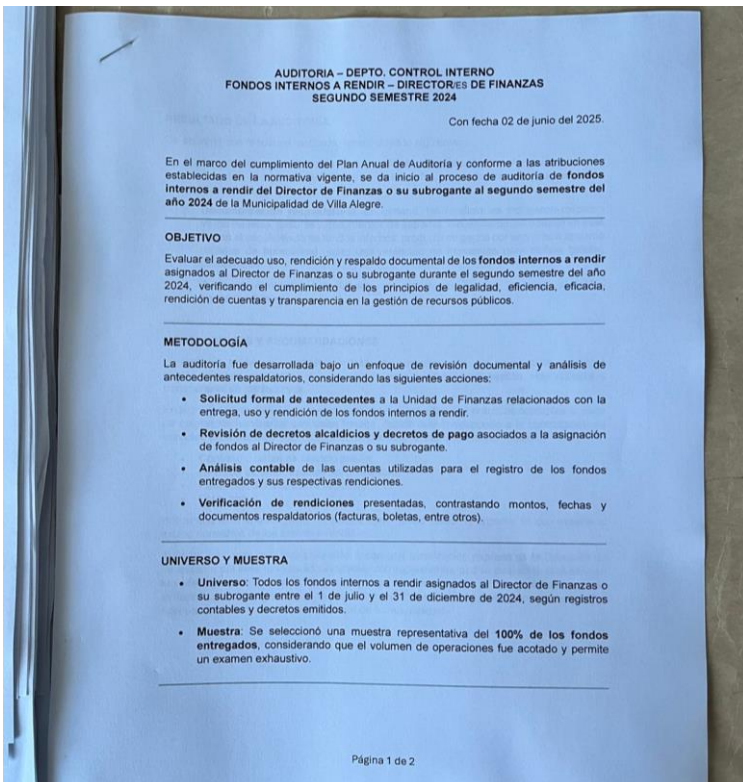 AUDITORIA – DEPTO. CONTROL INTERNO
FONDOS INTERNOS A RENDIR – DIRECTOR/ES DE FINANZAS
SEGUNDO SEMESTRE 2024
Con fecha 02 de junio del 2025.
En el marco del cumplimiento del Plan Anual de Auditoría y conforme a las atribuciones
establecidas en la normativa vigente, se da inicio al proceso de auditoría de fondos
internos a rendir del Director de Finanzas o su subrogante al segundo semestre del
año 2024 de la Municipalidad de Villa Alegre.
OBJETIVO
Evaluar el adecuado uso, rendición y respaldo documental de los fondos internos a rendir
asignados al Director de Finanzas o su subrogante durante el segundo semestre del año
2024, verificando el cumplimiento de los principios de legalidad, eficiencia, eficacia,
rendición de cuentas y transparencia en la gestión de recursos públicos.
METODOLOGÍA
La auditoría fue desarrollada bajo un enfoque de revisión documental y análisis de
antecedentes respaldatorios, considerando las siguientes acciones:
• Solicitud formal de antecedentes a la Unidad de Finanzas relacionados con la
entrega, uso y rendición de los fondos internos a rendir.
• Revisión de decretos alcaldicios y decretos de pago asociados a la asignación
de fondos al Director de Finanzas o su subrogante.
• Análisis contable de las cuentas utilizadas para el registro de los fondos
entregados y sus respectivas rendiciones.
• Verificación de rendiciones presentadas, contrastando montos, fechas y
documentos respaldatorios (facturas, boletas, entre otros).
UNIVERSO Y MUESTRA
• Universo: Todos los fondos internos a rendir asignados al Director de Finanzas o
su subrogante entre el 1 de julio y el 31 de diciembre de 2024, según registros
contables y decretos emitidos.
• Muestra: Se seleccionó una muestra representativa del 100% de los fondos
entregados, considerando que el volumen de operaciones fue acotado y permite
un examen exhaustivo.
Página 1 de 2